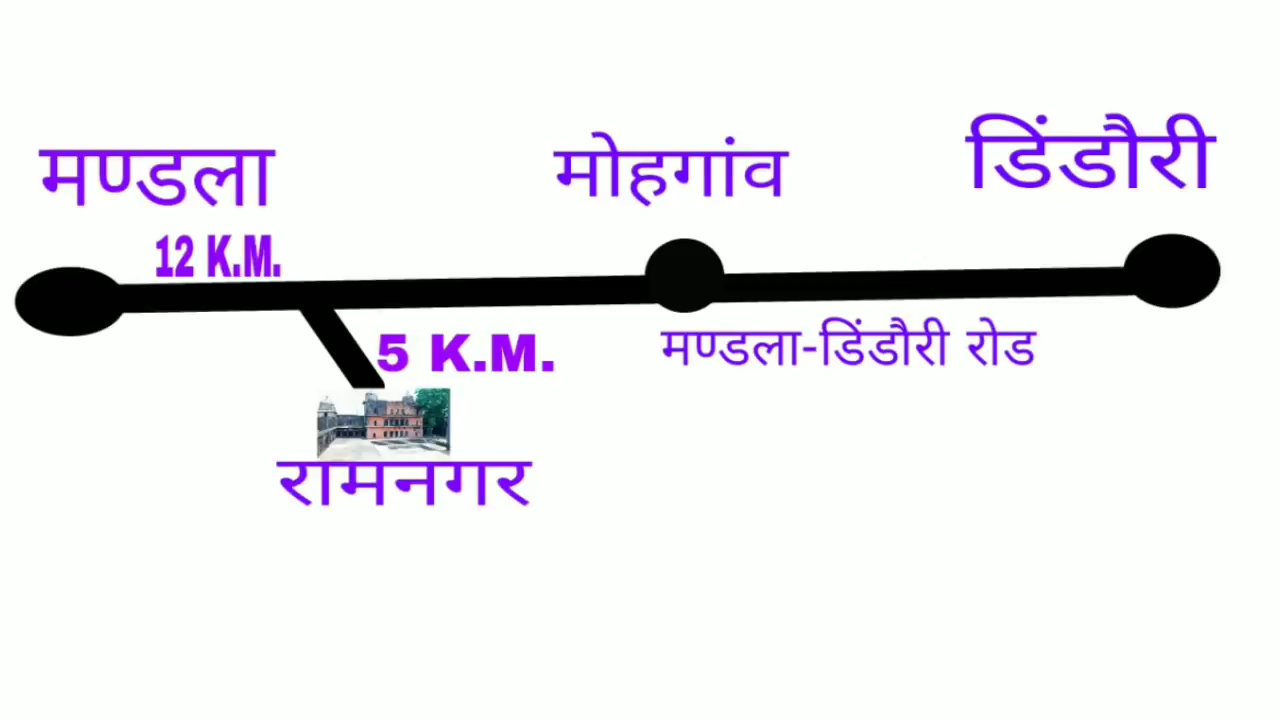 मण्डला
मोहगांव
डिंडौरी
12 K.M.
5 K.M.
मण्डला-डिंडौरी रोड
रामनगर